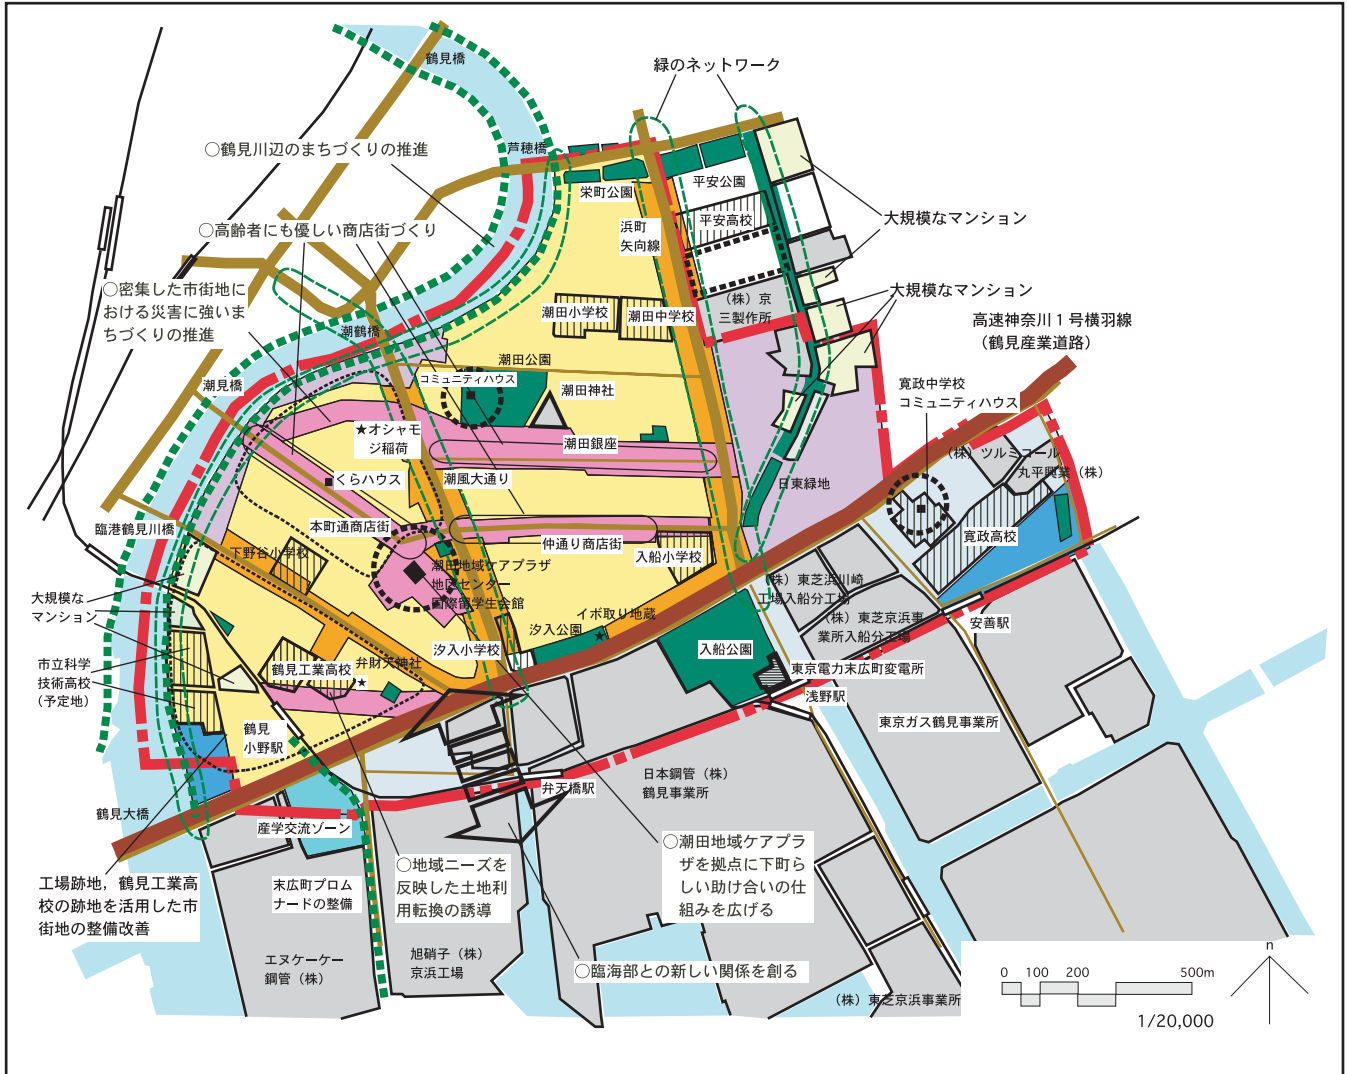 鶴見橋
緑のネットワーク
○鶴見川辺のまちづくりの推進
芦穂橋
栄町公園
平安公園
平安高校
大規模なマンション
○高齢者にも優しい商店街づくり
浜町
矢向線
○密集した市街地に
おける災害に強いま
ちづくりの推進
大規模なマンション
（株）京
三製作所
潮田小学校
潮田中学校
高速神奈川１号横羽線
（鶴見産業道路）
潮鶴橋
潮田公園
コミュニティハウス
潮田神社
潮見橋
寛政中学校
コミュニティハウス
★オシャモ
ジ稲荷
潮田銀座
（株）ツルミコール
丸平興業（株）
くらハウス
潮風大通り
日東緑地
臨港鶴見川橋
本町通商店街
仲通り商店街
寛政高校
下野谷小学校
入船小学校
潮田地域ケアプラザ
地区センター
国際留学生会館
（株）東芝浜川崎
工場入船分工場
大規模な
マンション
イボ取り地蔵
汐入公園
（株）東芝京浜事
業所入船分工場
安善駅
汐入小学校
入船公園
市立科学
技術高校
（予定地）
鶴見工業高校
弁財天神社
東京電力末広町変電所
浅野駅
鶴見
小野駅
東京ガス鶴見事業所
日本鋼管（株）
鶴見事業所
弁天橋駅
鶴見大橋
産学交流ゾーン
工場跡地，鶴見工業高
校の跡地を活用した市
街地の整備改善
末広町プロム
ナードの整備
○地域ニーズを
反映した土地利
用転換の誘導
○潮田地域ケアプラ
ザを拠点に下町ら
しい助け合いの仕
組みを広げる
エヌケーケー
鋼管（株）
旭硝子（株）
京浜工場
○臨海部との新しい関係を創る
（株）東芝京浜事業所
n
0 100 200 500m
1/20,000